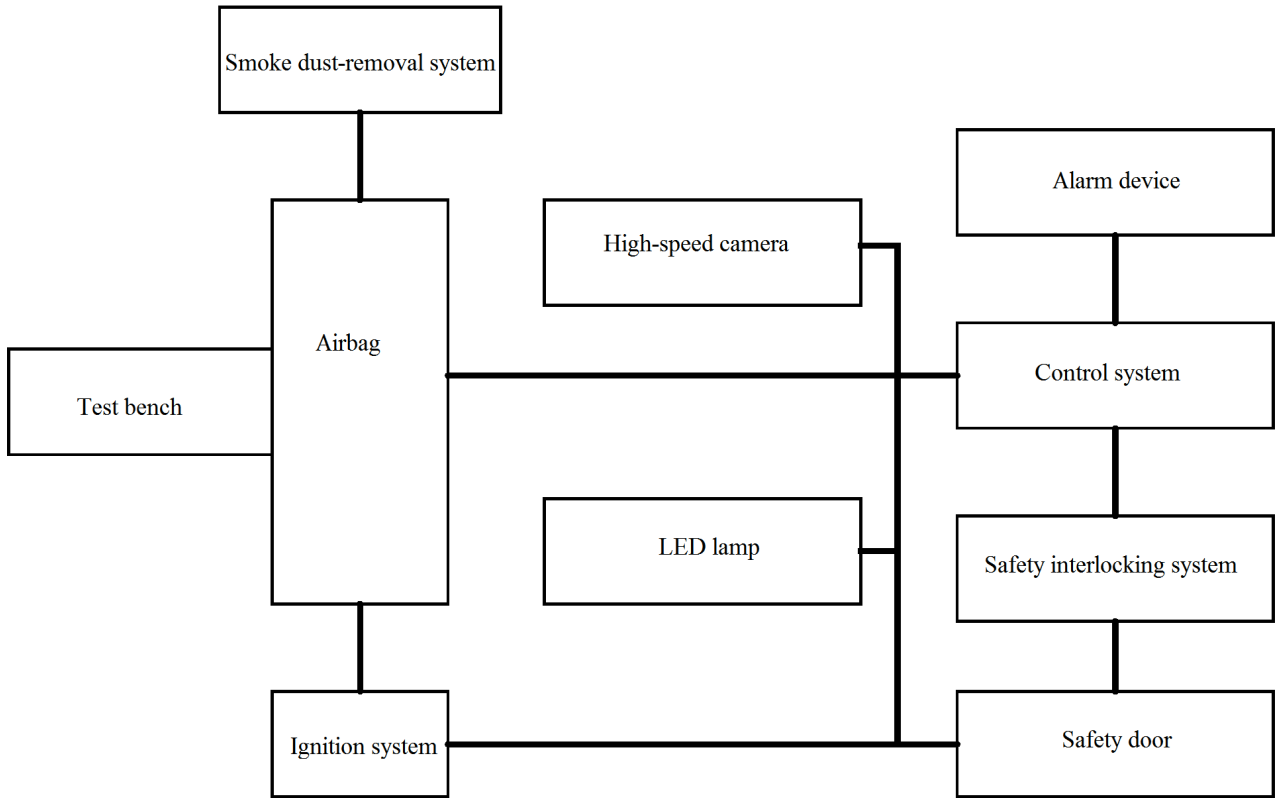 Smoke dust-removal system
Alarm device
High-speed camera
Airbag
Control system
Test bench
LED lamp
Safety interlocking system
Ignition system
Safety door